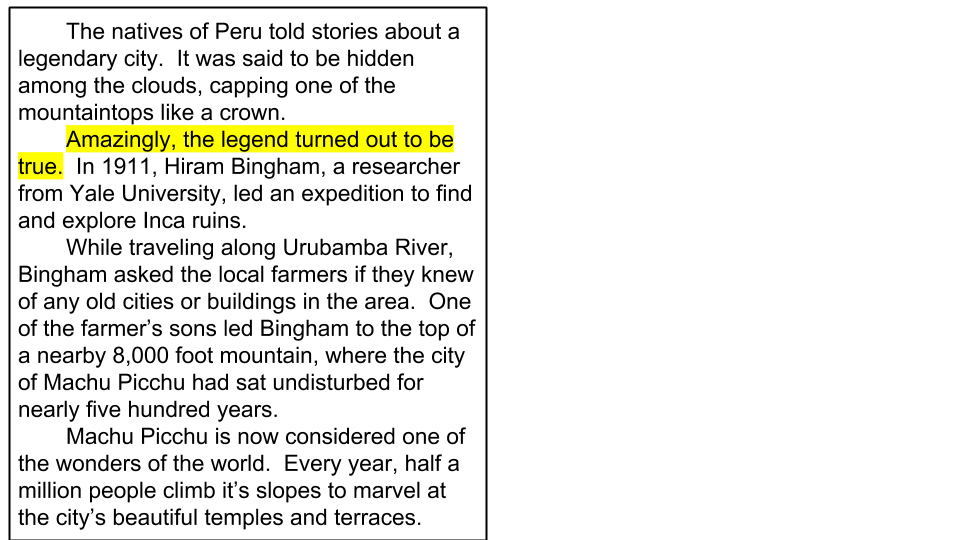 The natives of Peru told stories about a
legendary city.  It was said to be hidden
among the clouds, capping one of the
mountaintops like a crown.
Amazingly, the legend turned out to be
true.  In 1911, Hiram Bingham, a researcher
from Yale University, led an expedition to find
and explore Inca ruins.
While traveling along Urubamba River,
Bingham asked the local farmers if they knew
of any old cities or buildings in the area.  One
of the farmer’s sons led Bingham to the top of
a nearby 8,000 foot mountain, where the city
of Machu Picchu had sat undisturbed for
nearly five hundred years.
Machu Picchu is now considered one of
the wonders of the world.  Every year, half a
million people climb it’s slopes to marvel at
the city’s beautiful temples and terraces.